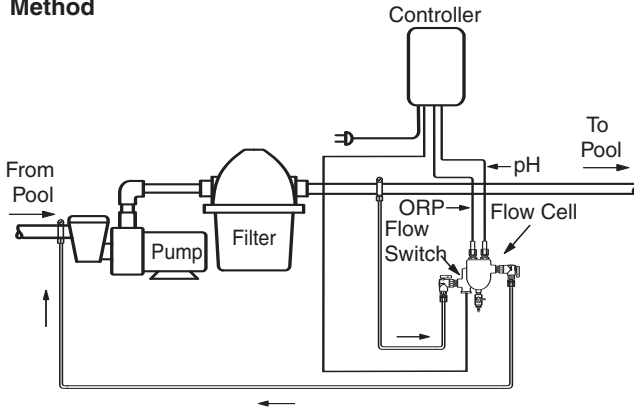 Method
Controller
To
Pool
From
Pool
pH
ORP
Flow Cell
Flow
Switch
Pump
Filter